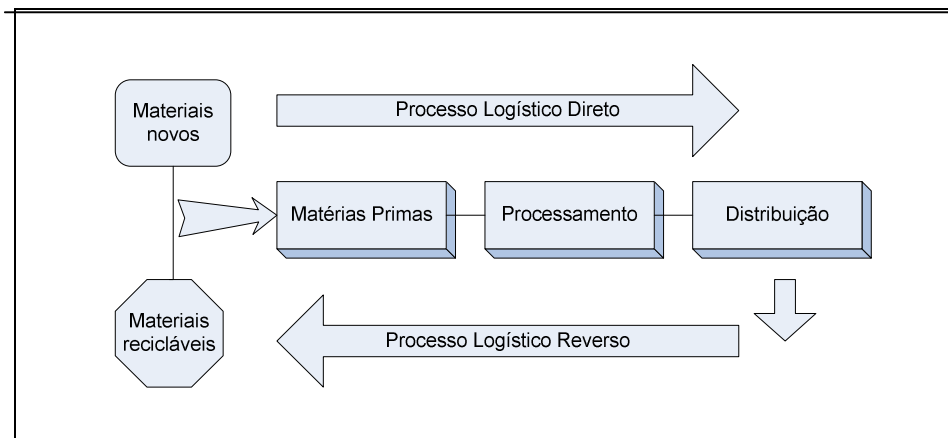 Materiais
novos
Processo Logístico Direto
Matérias Primas
Processamento
Distribuição
Materiais
recicláveis
Processo Logístico Reverso